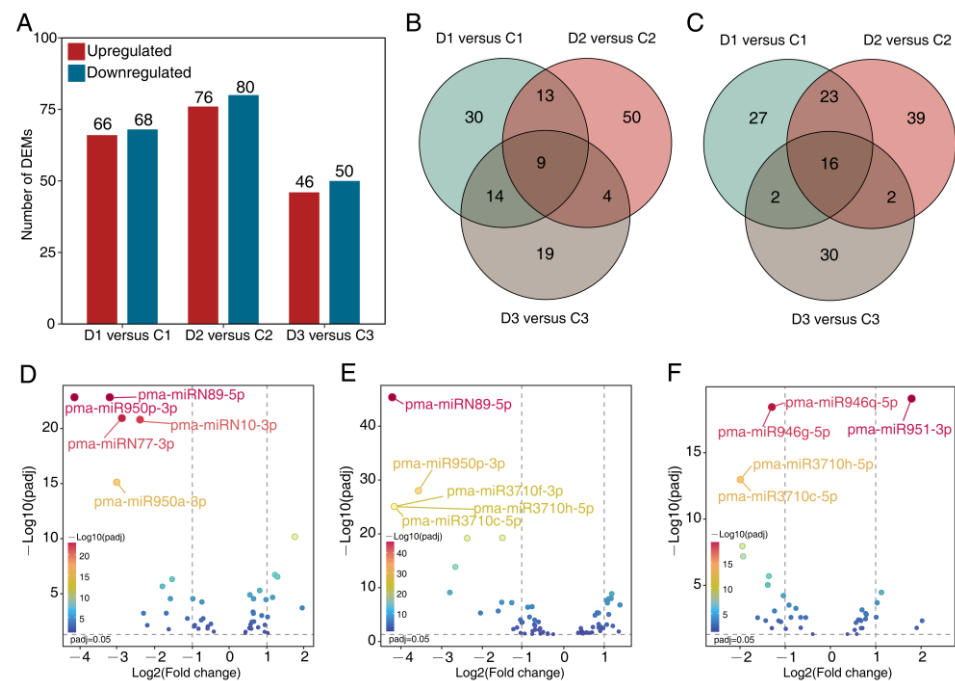 A
Number of DEMs
100
75
50
25
0
Upregulated
Downregulated
66
68
76
80
46
50
D1 versus C1
D2 versus C2
D3 versus C3
B
D1 versus C1
D2 versus C2
13
30
50
9
14
4
19
D3 versus C3
C
D1 versus C1
D2 versus C2
23
27
39
16
2
2
30
D3 versus C3
D
—Log10(padj)
20
15
10
5
pma-miRN89-5p
pma-miR950p-3p
pma-miRN10-3p
pma-miRN77-3p
pma-miR950a-3p
—Log10(padj)
20
15
10
5
padj=0.05
−4
−3
−2
−1
0
1
2
Log2(Fold change)
E
—Log10(padj)
40
30
20
10
0
pma-miRN89-5p
pma-miR950p-3p
pma-miR3710f-3p
pma-miR3710h-5p
pma-miR3710c-5p
—Log10(padj)
40
30
20
10
padj=0.05
−4
−3
−2
−1
0
1
Log2(Fold change)
F
—Log10(padj)
15
10
5
pma-miR946q-5p
pma-miR946g-5p
pma-miR951-3p
pma-miR3710h-5p
pma-miR3710c-5p
—Log10(padj)
15
10
5
padj=0.05
−2
−1
0
1
2
Log2(Fold change)